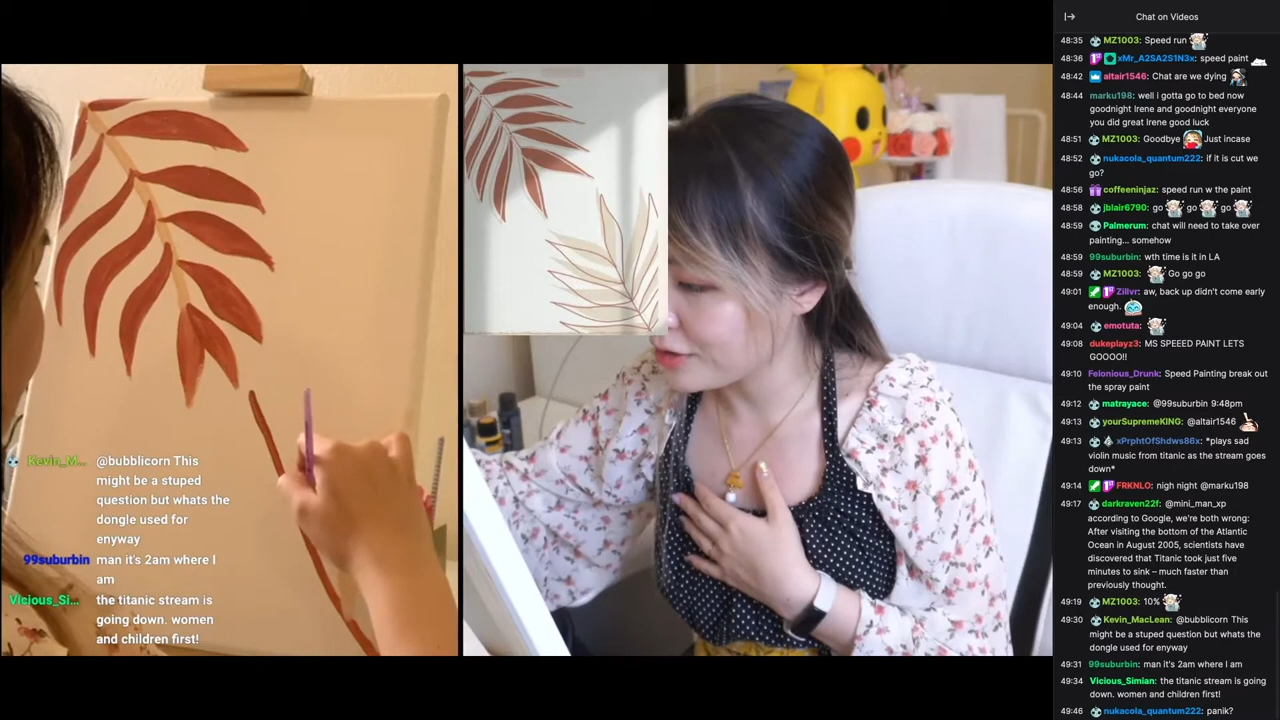 Kevin_M... @bubblicorn This
might be a stuped
question but whats the
dongle used for
enyway
99suburbin man it's 2am where I
am
Vicious_Si... the titanic stream is
going down. women
and children first!
Chat on Videos
48:35 MZ1003: Speed run
48:36 xMr_A2SA2S1N3x: speed paint
48:42 altair1546: Chat are we dying
48:44 marku198: well i gotta go to bed now
goodnight Irene and goodnight everyone
you did great Irene good luck
48:51 MZ1003: Goodbye Just incase
48:52 nukacola_quantum222: if it is cut we
go?
48:56 coffeeninjaz: speed run w the paint
48:58 jblair6790: go go go
48:59 Palmerum: chat will need to take over
painting... somehow
48:59 99suburbin: wth time is it in LA
48:59 MZ1003: Go go go
49:01 Zillvr: aw, back up didn't come early
enough.
49:04 emotuta:
49:08 dukeplayz3: MS SPEEED PAINT LETS
GOOOO!!
49:10 Felonious_Drunk: Speed Painting break out
the spray paint
49:12 matrayace: @99suburbin 9:48pm
49:13 yourSupremeKING: @altair1546
49:13 xPrphtOfShdws86x: *plays sad
violin music from titanic as the stream goes
down*
49:14 FRKNLO: nigh night @marku198
49:17 darkraven22f: @mini_man_xp
according to Google, we're both wrong:
After visiting the bottom of the Atlantic
Ocean in August 2005, scientists have
discovered that Titanic took just five
minutes to sink – much faster than
previously thought.
49:19 MZ1003: 10%
49:30 Kevin_MacLean: @bubblicorn This
might be a stuped question but whats the
dongle used for enyway
49:31 99suburbin: man it's 2am where I am
49:34 Vicious_Simian: the titanic stream is going
down. women and children first!
49:46 nukacola_quantum222: panik?